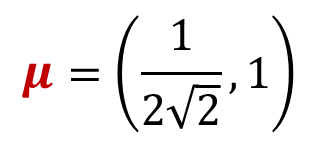 μ = (1/(2√2), 1)